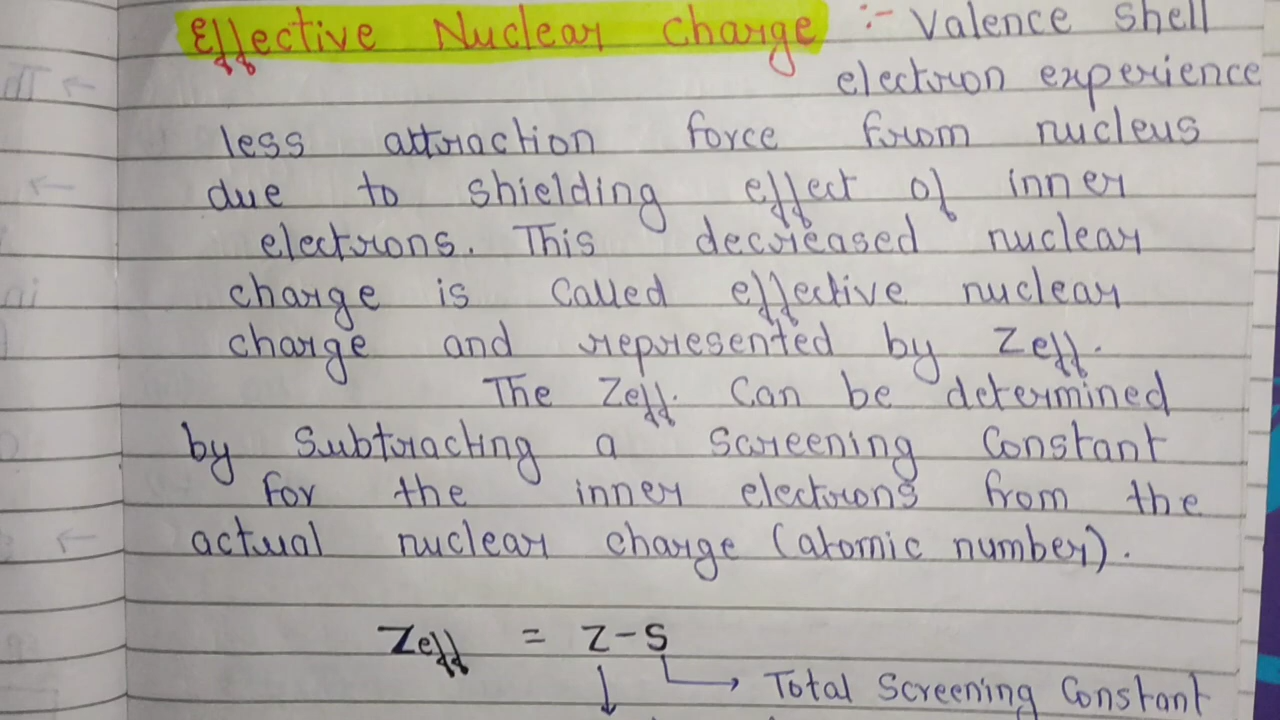 Effective Nuclear Charge :- Valence shell
electron experience
less attraction force from nucleus
due to shielding effect of inner
electrons. This decreased nuclear
charge is called effective nuclear
charge and represented by Zeff.
The Zeff. Can be determined
by Subtracting a Screening Constant
for the inner electrons from the
actual nuclear charge (atomic number).
Zeff = Z-S
↓ → Total Screening Constant